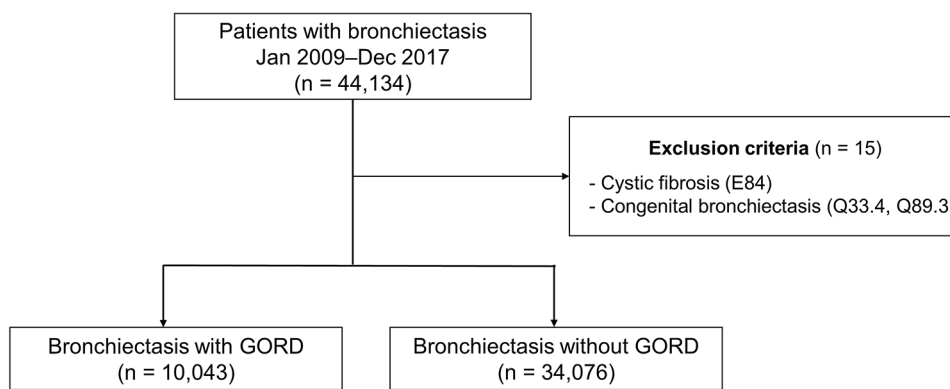 Patients with bronchiectasis
Jan 2009–Dec 2017
(n = 44,134)
Exclusion criteria (n = 15)
- Cystic fibrosis (E84)
- Congenital bronchiectasis (Q33.4, Q89.3
Bronchiectasis with GORD
(n = 10,043)
Bronchiectasis without GORD
(n = 34,076)